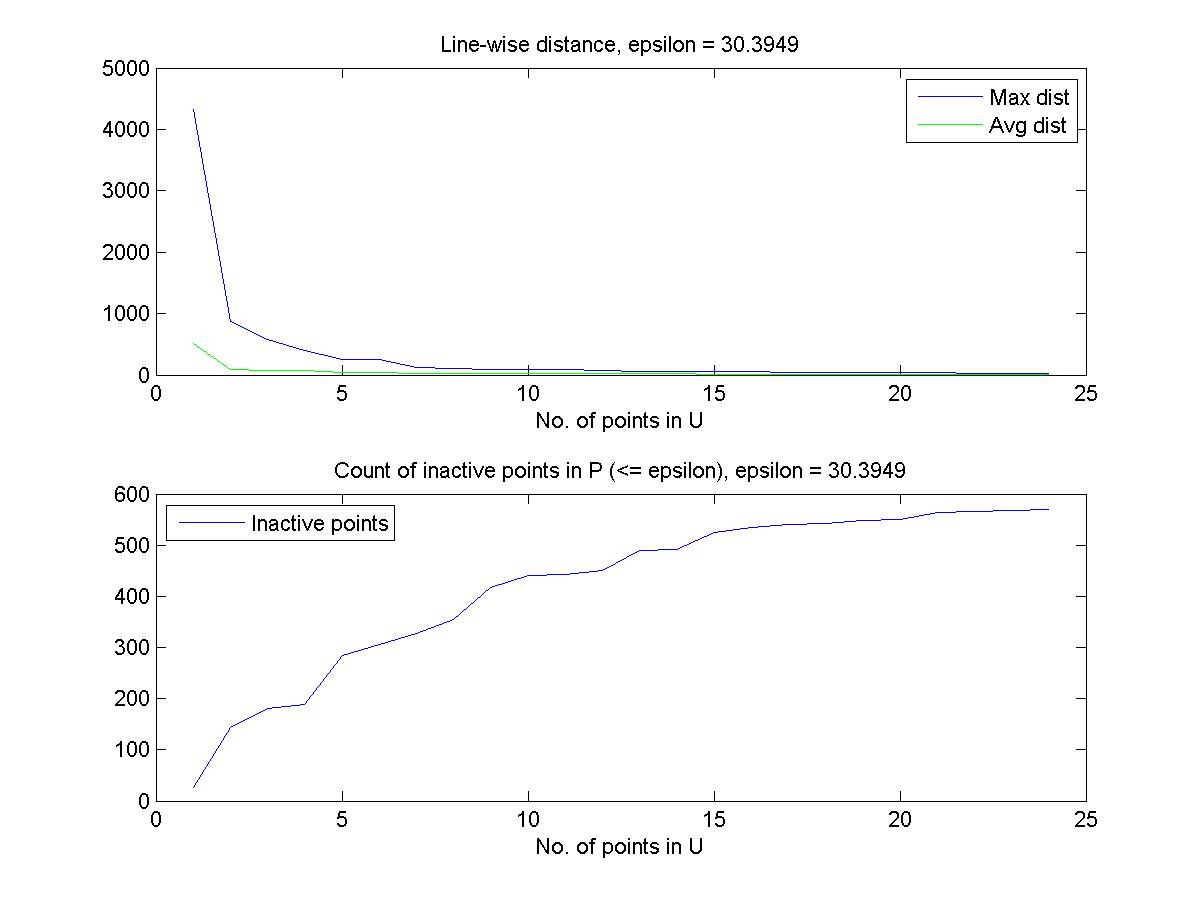 Line-wise distance, epsilon = 30.3949
5000
4000
3000
2000
1000
0
Max dist
Avg dist
0 5 10 15 20 25
No. of points in U
Count of inactive points in P (<= epsilon), epsilon = 30.3949
600
500
400
300
200
100
0
Inactive points
0 5 10 15 20 25
No. of points in U